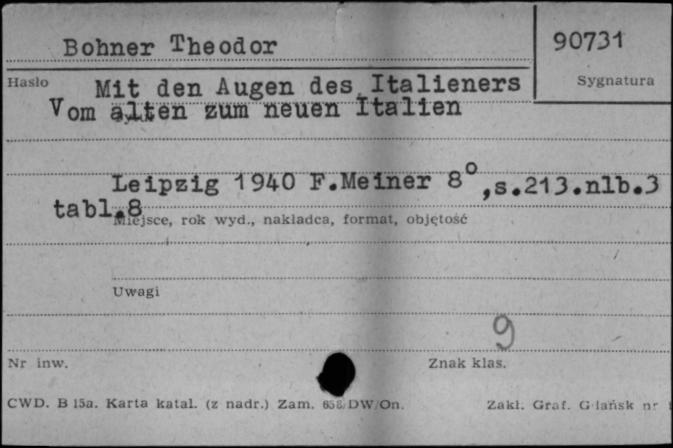 Bohner Theodor
90731
Hasło
Sygnatura
Mit den Augen des Italieners
Vom alten zum neuen Italien
Leipzig 1940 F.Meiner 8°,s.213.nlb.3
tabl.8
Miejsce, rok wyd., nakładca, format, objętość
Uwagi
9
Nr inw.
Znak klas.
CWD. B 15a. Karta katal. (z nadr.) Zam. 658/DW/On.
Zakł. Graf. Gdańsk nr